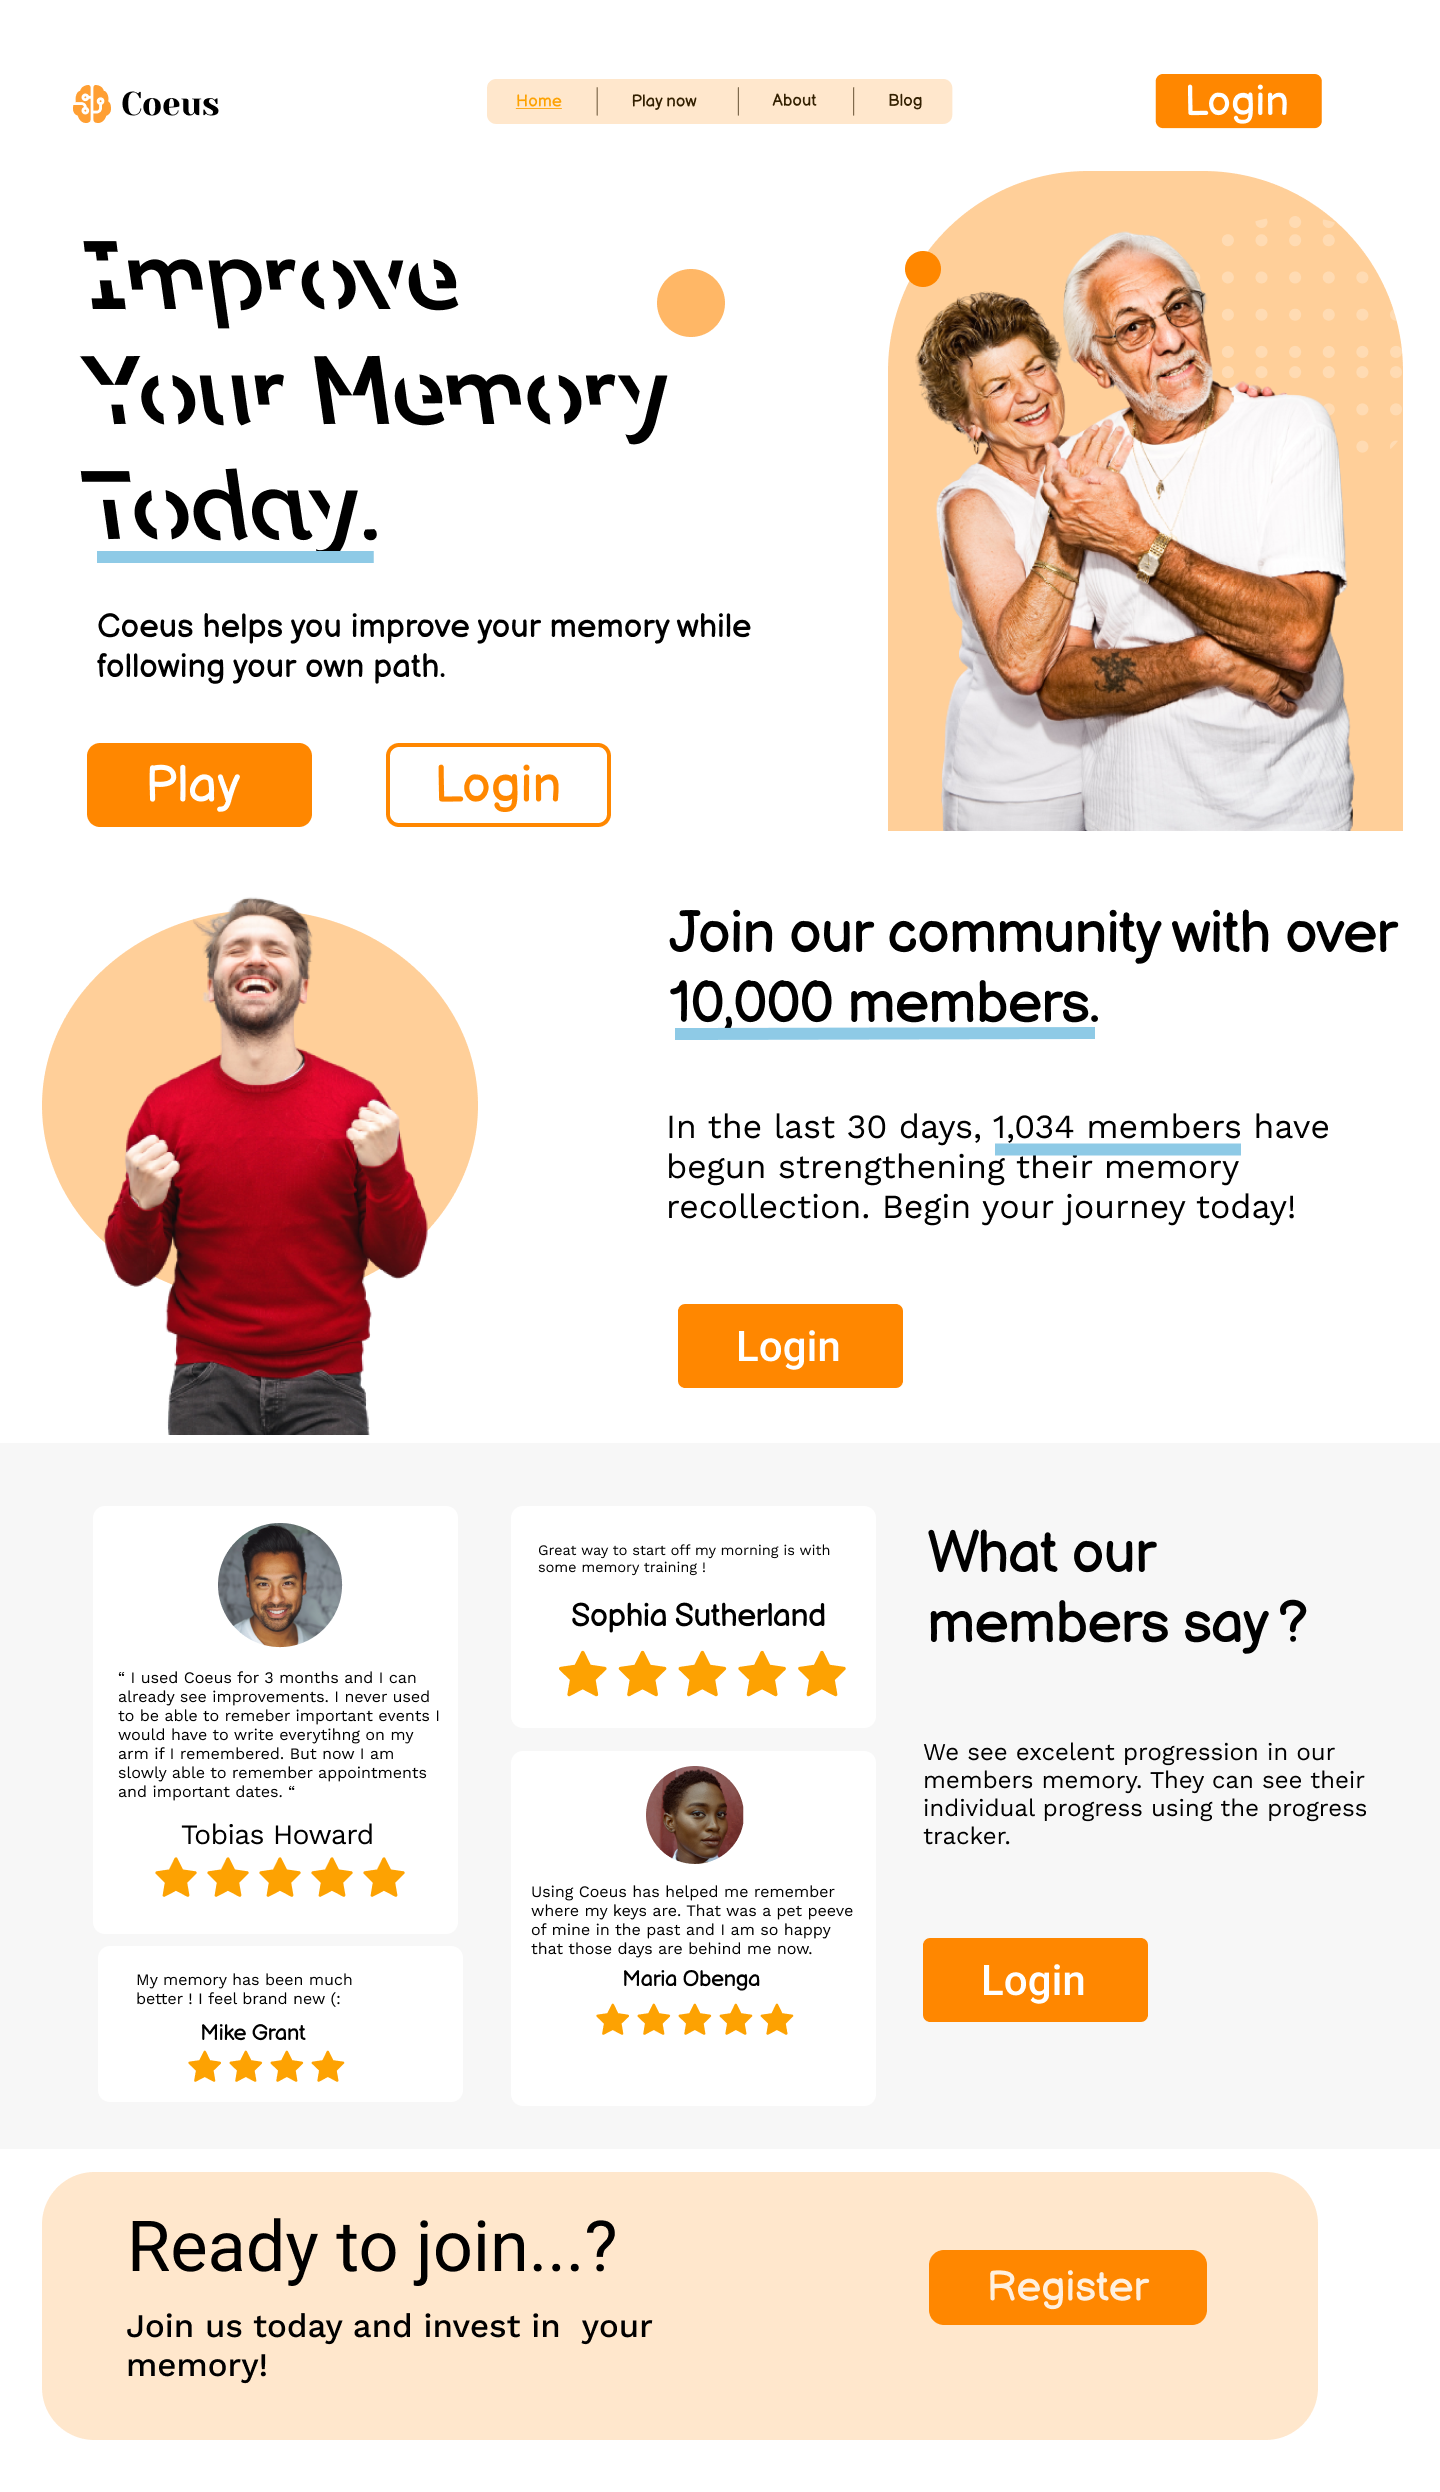 Coeus
Home
Play now
About
Blog
Login
Improve
Your Memory
Today.
Coeus helps you improve your memory while
following your own path.
Play
Login
Join our community with over
10,000 members.
In the last 30 days, 1,034 members have
begun strengthening their memory
recollection. Begin your journey today!
Login
“ I used Coeus for 3 months and I can
already see improvements. I never used
to be able to remeber important events I
would have to write everytihng on my
arm if I remembered. But now I am
slowly able to remember appointments
and important dates. “
Tobias Howard
My memory has been much
better ! I feel brand new (:
Mike Grant
Great way to start off my morning is with
some memory training !
Sophia Sutherland
Using Coeus has helped me remember
where my keys are. That was a pet peeve
of mine in the past and I am so happy
that those days are behind me now.
Maria Obenga
What our
members say ?
We see excelent progression in our
members memory. They can see their
individual progress using the progress
tracker.
Login
Ready to join...?
Join us today and invest in  your
memory!
Register